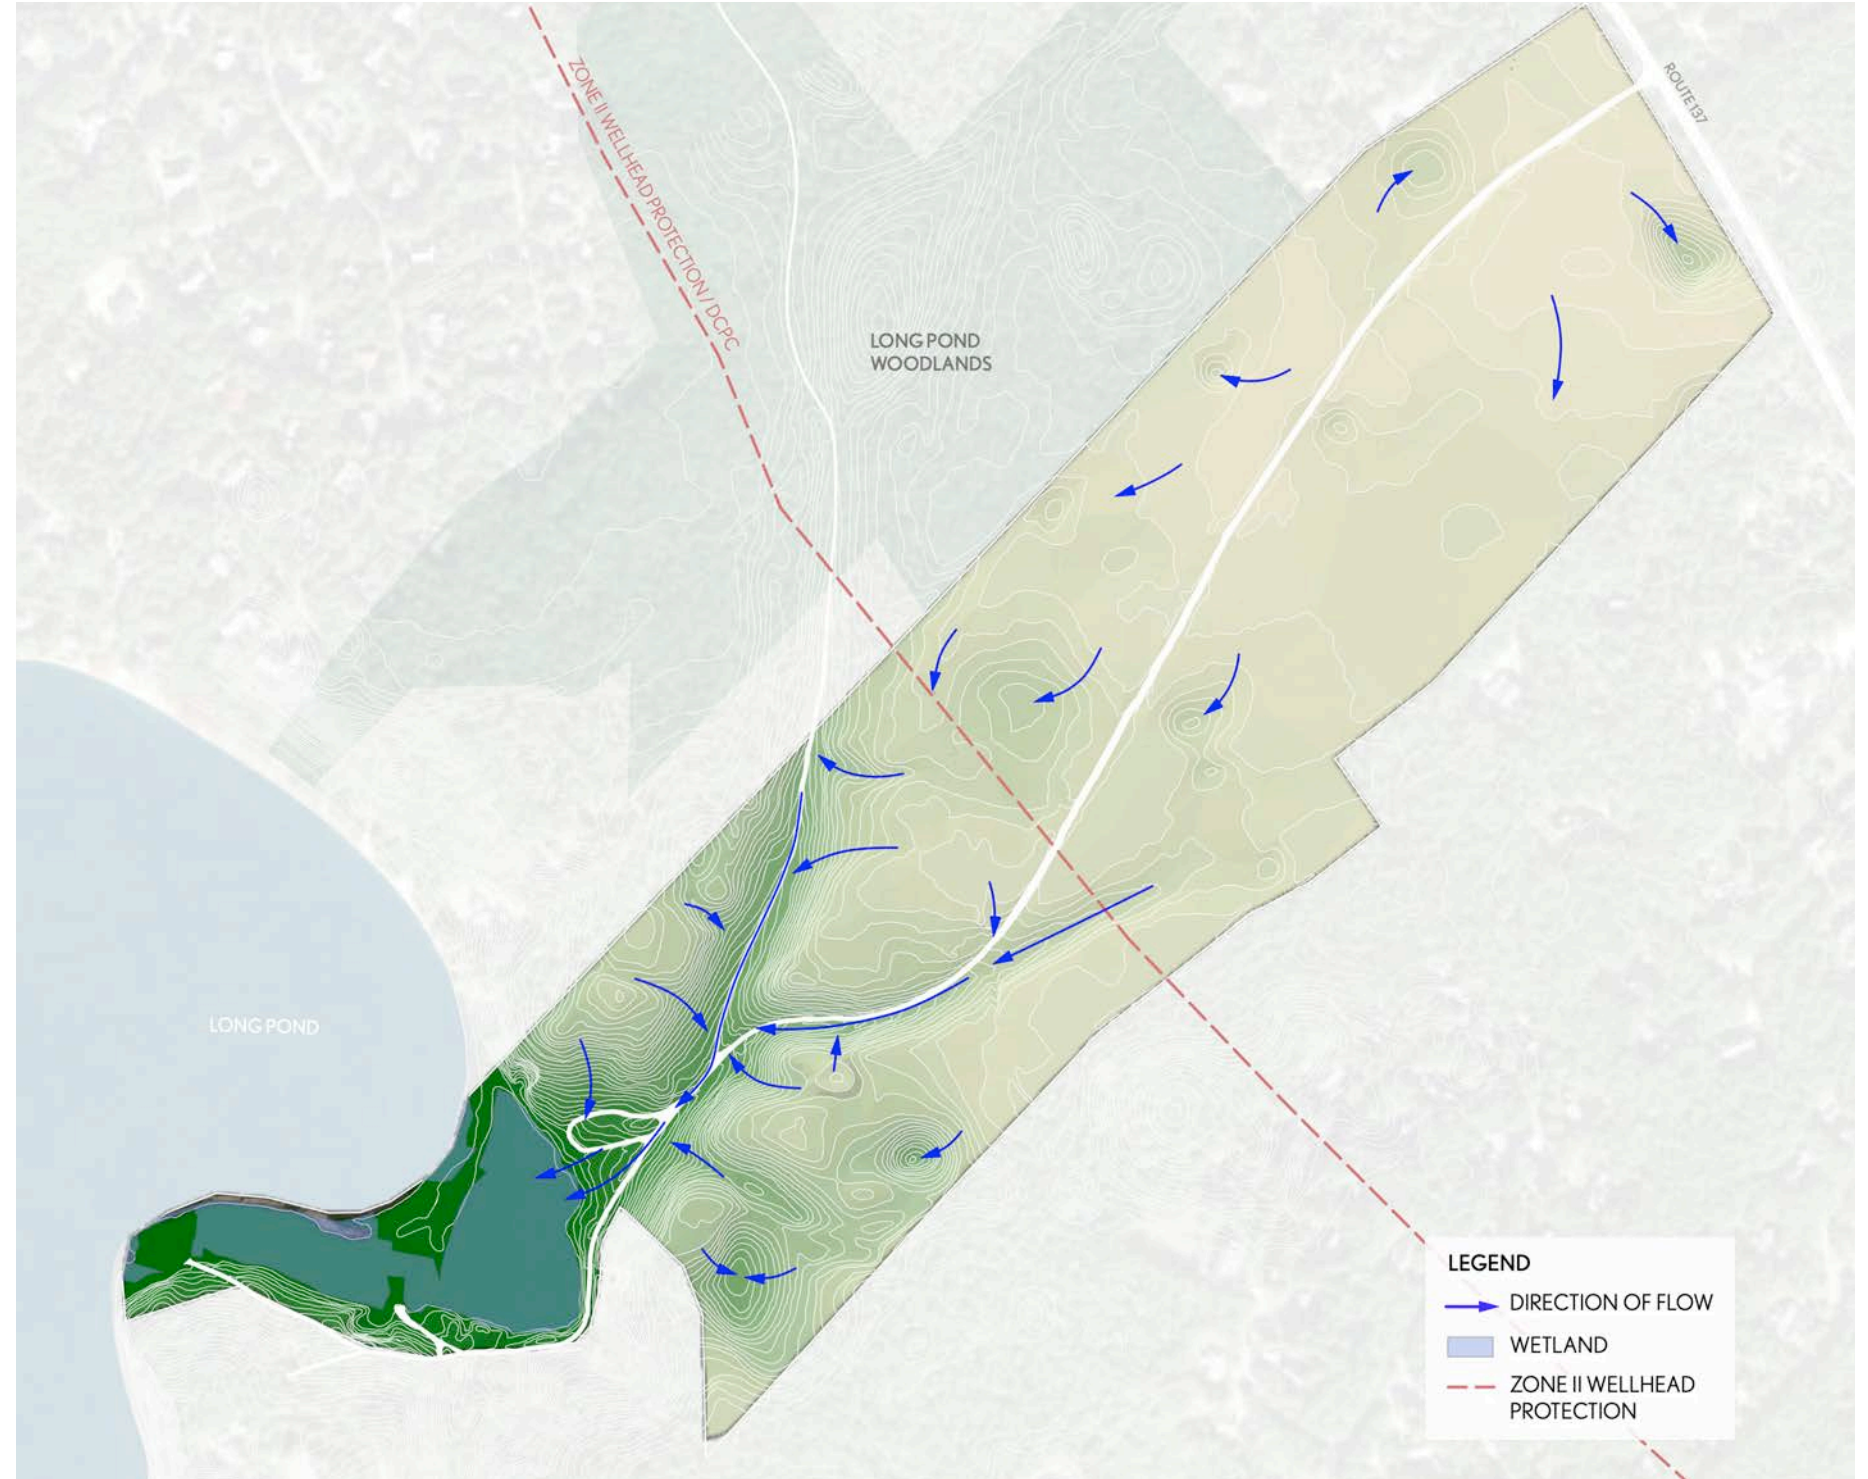 ROUTE 137
ZONE II WELLHEAD PROTECTION / DCPC
LONG POND
WOODLANDS
LONG POND
LEGEND
DIRECTION OF FLOW
WETLAND
ZONE II WELLHEAD
PROTECTION